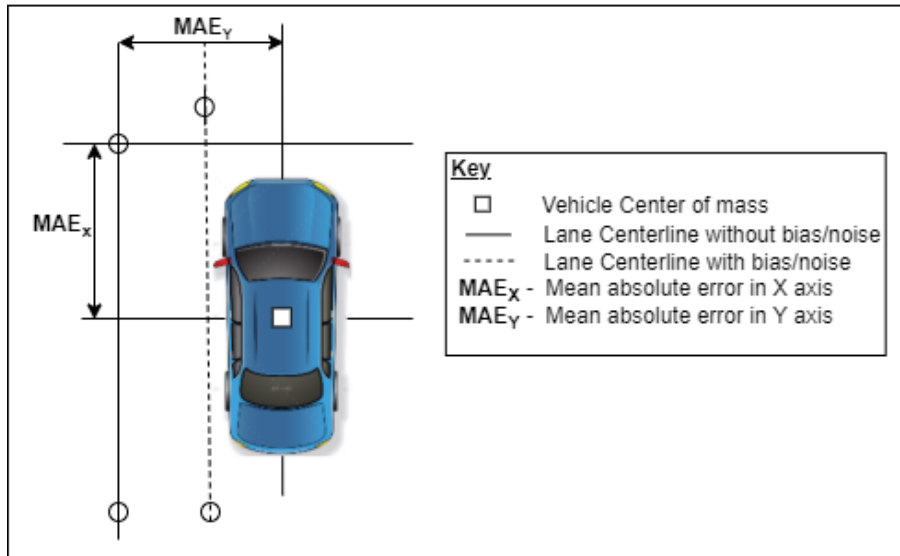 MAEY
MAEx
Key
Vehicle Center of mass
Lane Centerline without bias/noise
Lane Centerline with bias/noise
MAEX - Mean absolute error in X axis
MAEY - Mean absolute error in Y axis